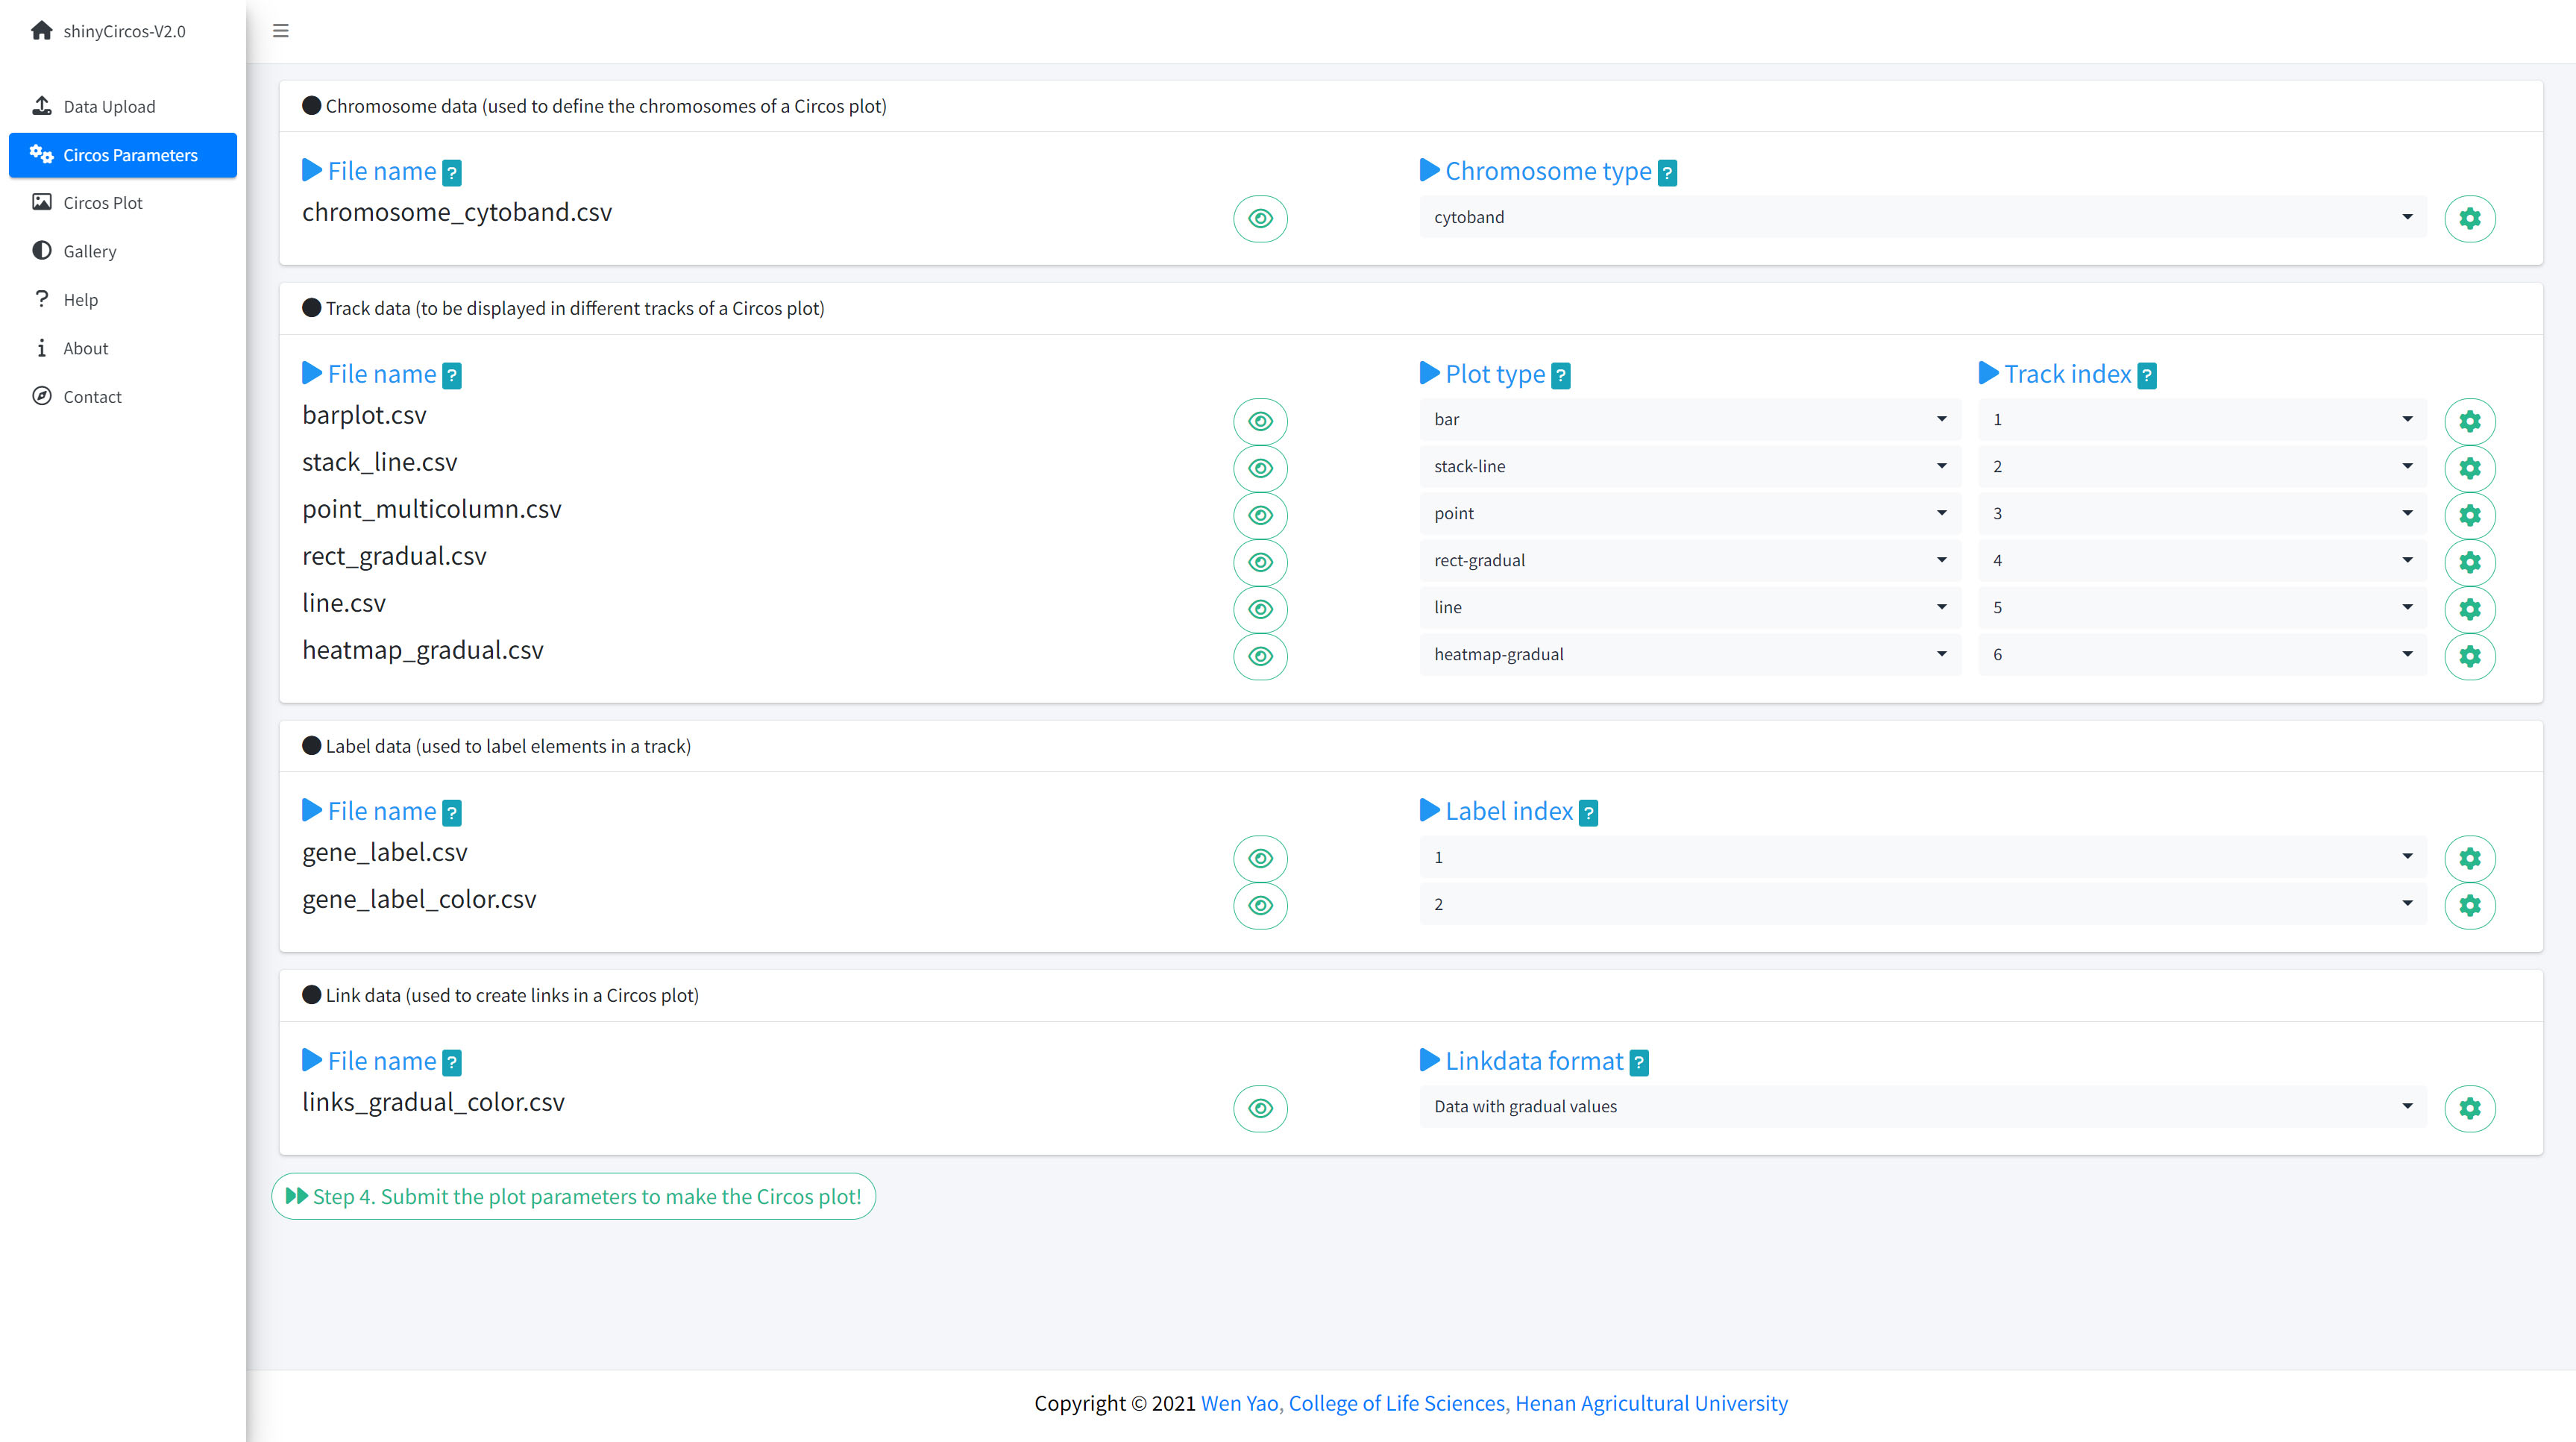 shinyCircos-V2.0
Data Upload
Circos Parameters
Circos Plot
Gallery
Help
About
Contact
Chromosome data (used to define the chromosomes of a Circos plot)
File name ? Chromosome type ?
chromosome_cytoband.csv cytoband
Track data (to be displayed in different tracks of a Circos plot)
File name ? Plot type ? Track index ?
barplot.csv bar 1
stack_line.csv stack-line 2
point_multicolumn.csv point 3
rect_gradual.csv rect-gradual 4
line.csv line 5
heatmap_gradual.csv heatmap-gradual 6
Label data (used to label elements in a track)
File name ? Label index ?
gene_label.csv 1
gene_label_color.csv 2
Link data (used to create links in a Circos plot)
File name ? Linkdata format ?
links_gradual_color.csv Data with gradual values
Step 4. Submit the plot parameters to make the Circos plot!
Copyright © 2021 Wen Yao, College of Life Sciences, Henan Agricultural University